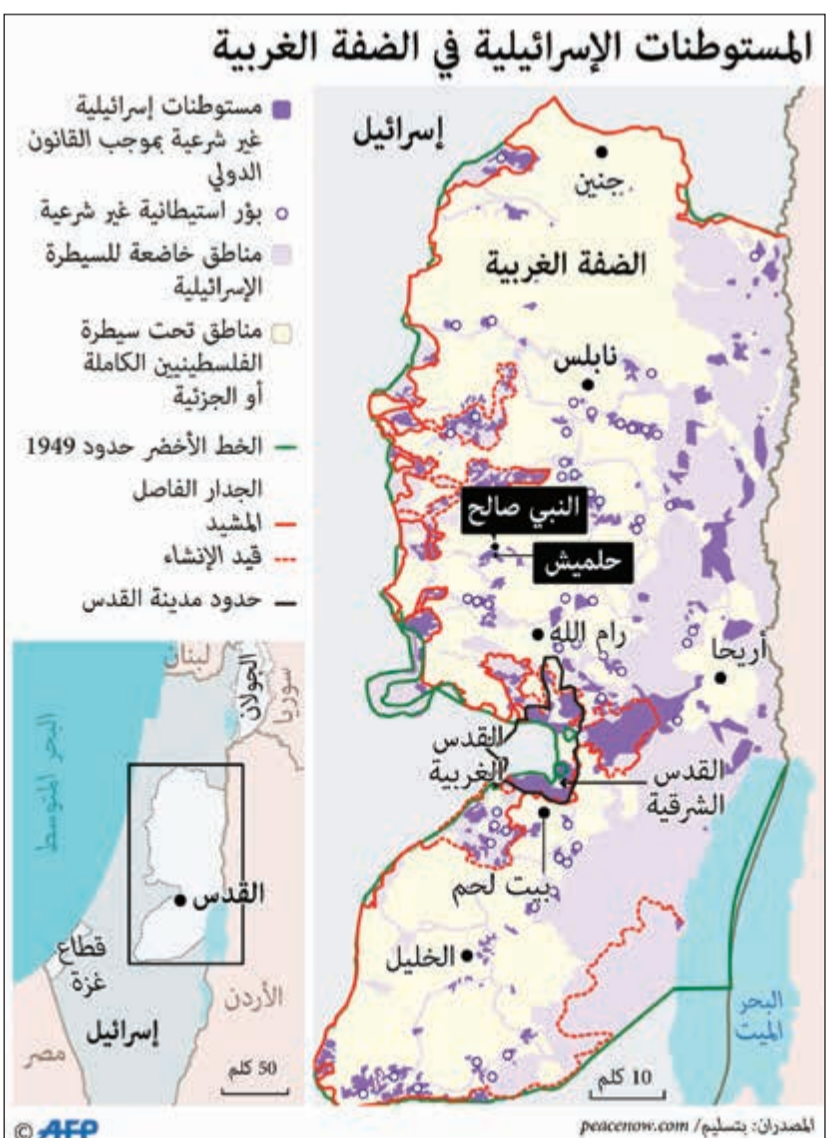 المستوطنات الإسرائيلية في الضفة الغربية
مستوطنات إسرائيلية
غير شرعية بموجب القانون
الدولي
بؤر استيطانية غير شرعية
مناطق خاضعة للسيطرة
الإسرائيلية
مناطق تحت سيطرة
الفلسطينيين الكاملة
أو الجزئية
الخط الأخضر حدود 1949
الجدار الفاصل
المشيد
قيد الإنشاء
حدود مدينة القدس
إسرائيل
جنين
الضفة الغربية
نابلس
النبي صالح
حلميش
رام الله
أريحا
القدس
الغربية
القدس
الشرقية
بيت لحم
الخليل
البحر
الميت
10 كلم
لبنان
الجولان
سوريا
البحر المتوسط
القدس
قطاع
غزة
الأردن
إسرائيل
مصر
50 كلم
المصدران: بتسليم/ peacenow.com
© AFP